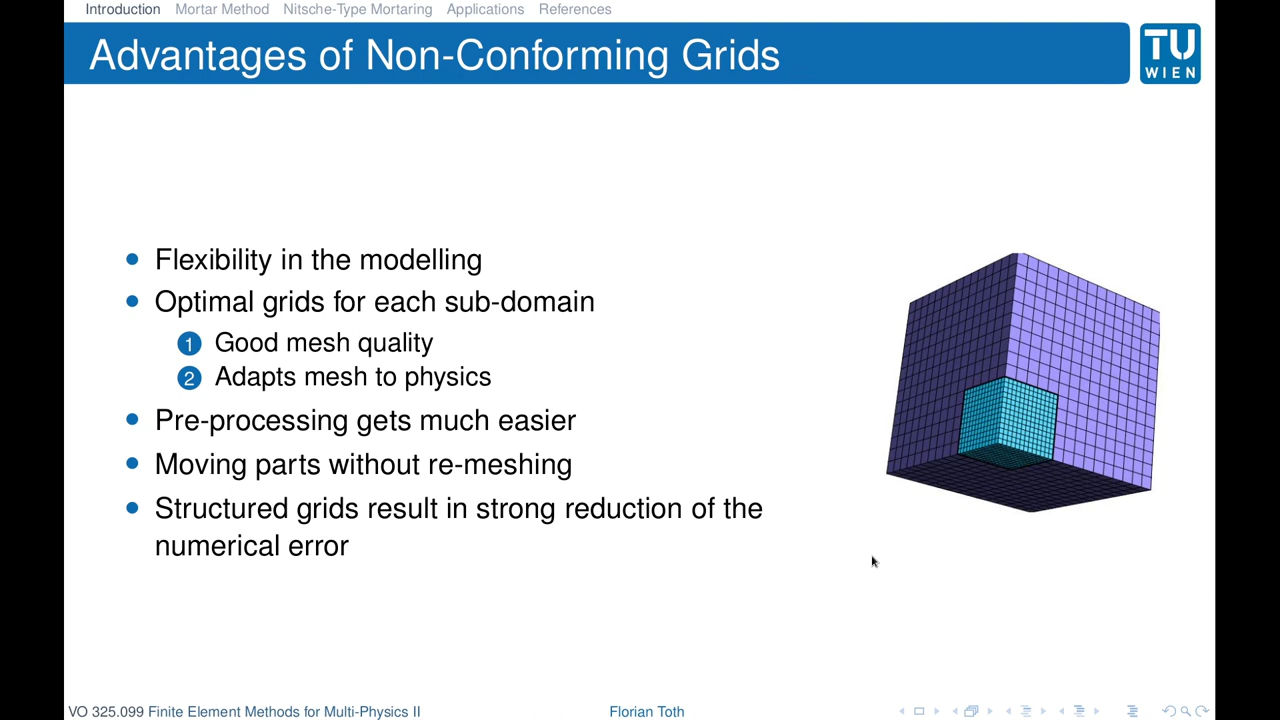 Introduction Mortar Method Nitsche-Type Mortaring Applications References
Advantages of Non-Conforming Grids
TU
WIEN
Flexibility in the modelling
Optimal grids for each sub-domain
1 Good mesh quality
2 Adapts mesh to physics
Pre-processing gets much easier
Moving parts without re-meshing
Structured grids result in strong reduction of the
numerical error
VO 325.099 Finite Element Methods for Multi-Physics II Florian Toth